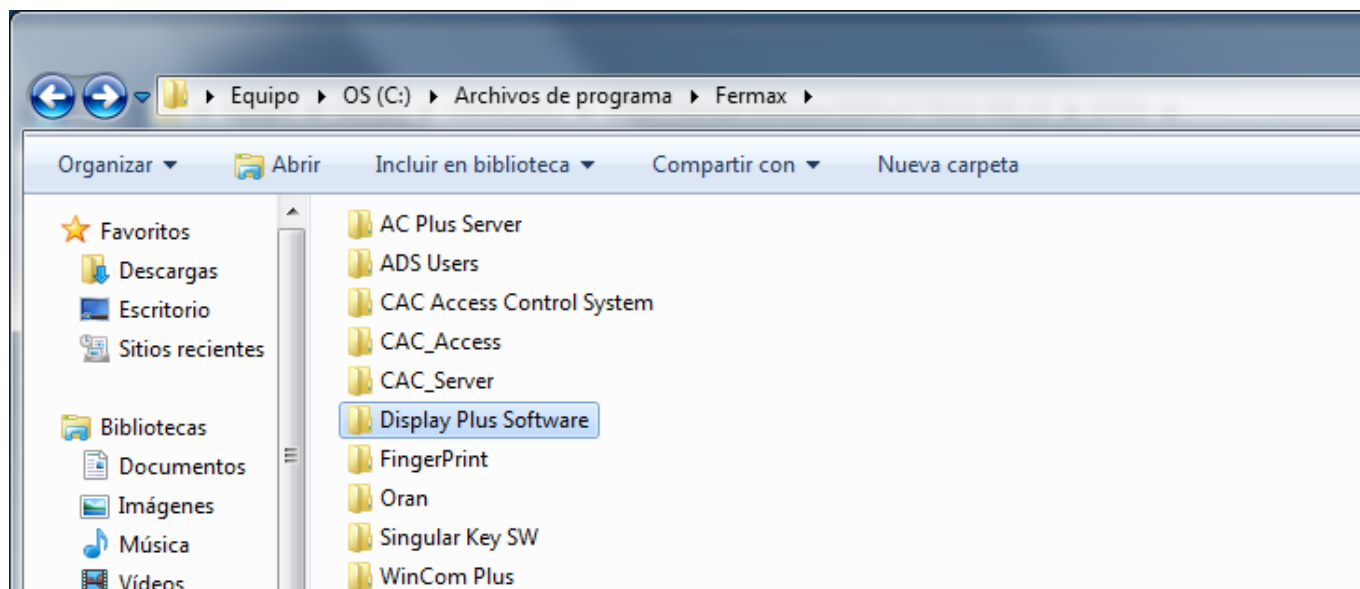 Equipo OS (C:) Archivos de programa Fermax
Organizar Abrir Incluir en biblioteca Compartir con Nueva carpeta
Favoritos
Descargas
Escritorio
Sitios recientes
Bibliotecas
Documentos
Imágenes
Música
Vídeos
AC Plus Server
ADS Users
CAC Access Control System
CAC_Access
CAC_Server
Display Plus Software
FingerPrint
Oran
Singular Key SW
WinCom Plus